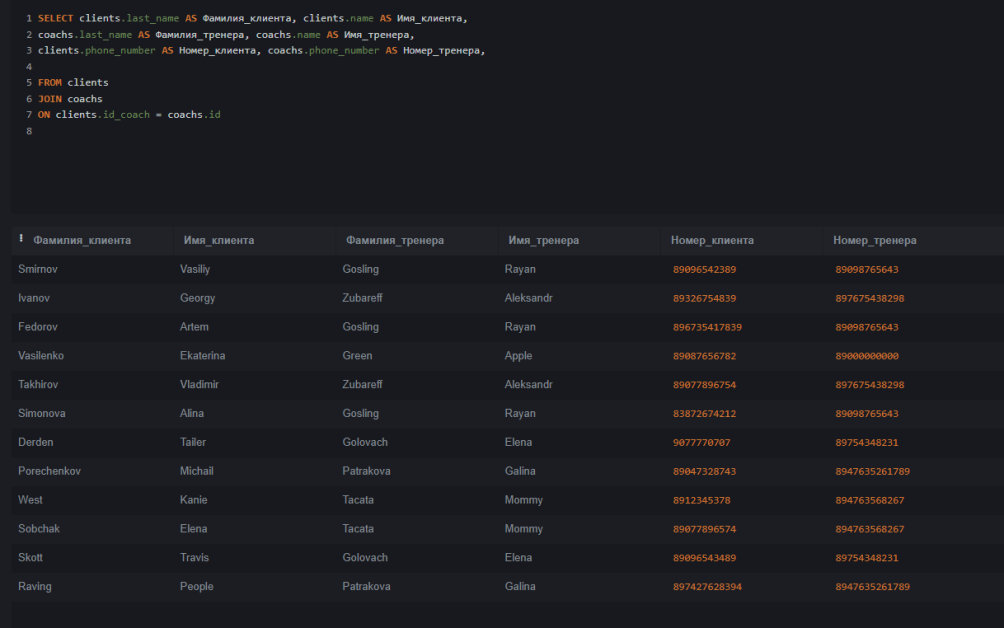 1 SELECT clients.last_name AS Фамилия_клиента, clients.name AS Имя_клиента,
2 coachs.last_name AS Фамилия_тренера, coachs.name AS Имя_тренера,
3 clients.phone_number AS Номер_клиента, coachs.phone_number AS Номер_тренера,
4
5 FROM clients
6 JOIN coachs
7 ON clients.id_coach = coachs.id
8
! Фамилия_клиента Имя_клиента Фамилия_тренера Имя_тренера Номер_клиента Номер_тренера
Smirnov Vasiliy Gosling Rayan 89096542389 89098765643
Ivanov Georgy Zubareff Aleksandr 89326754839 897675438298
Fedorov Artem Gosling Rayan 896735417839 89098765643
Vasilenko Ekaterina Green Apple 89087656782 89000000000
Takhirov Vladimir Zubareff Aleksandr 89077896754 897675438298
Simonova Alina Gosling Rayan 83872674212 89098765643
Derden Tailer Golovach Elena 9077770707 89754348231
Porechenkov Michail Patrakova Galina 89047328743 8947635261789
West Kanie Tacata Mommy 8912345378 894763568267
Sobchak Elena Tacata Mommy 89077896574 894763568267
Skott Travis Golovach Elena 89096543489 89754348231
Raving People Patrakova Galina 897427628394 8947635261789